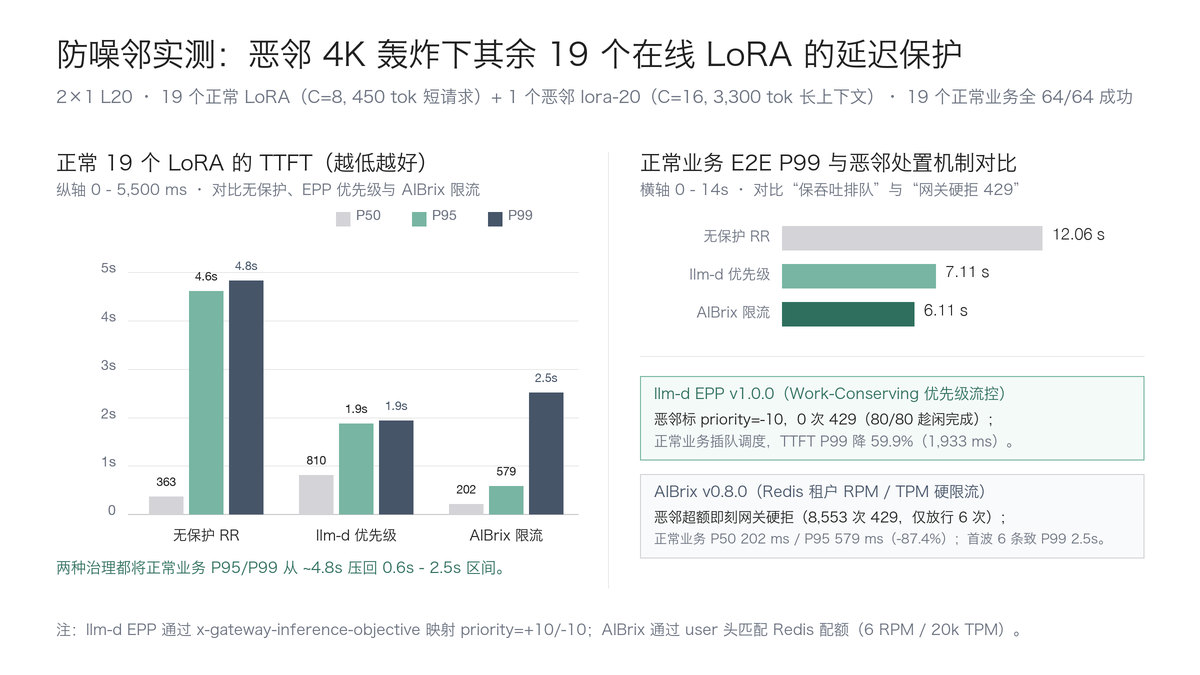 防噪邻实测：恶邻 4K 轰炸下其余 19 个在线 LoRA 的延迟保护
2×1 L20 · 19 个正常 LoRA（C=8, 450 tok 短请求）+ 1 个恶邻 lora-20（C=16, 3,300 tok 长上下文） · 19 个正常业务全 64/64 成功
正常 19 个 LoRA 的 TTFT（越低越好）
纵轴 0 - 5,500 ms · 对比无保护、EPP 优先级与 AIBrix 限流
P50 P95 P99
5s
4s
3s
2s
1s
0
363
4.6s
4.8s
810
1.9s
1.9s
202
579
2.5s
无保护 RR
llm-d 优先级
AIBrix 限流
两种治理都将正常业务 P95/P99 从 ~4.8s 压回 0.6s - 2.5s 区间。
正常业务 E2E P99 与恶邻处置机制对比
横轴 0 - 14s · 对比“保吞吐排队”与“网关硬拒 429”
无保护 RR 12.06 s
llm-d 优先级 7.11 s
AIBrix 限流 6.11 s
llm-d EPP v1.0.0（Work-Conserving 优先级流控）
恶邻标 priority=-10，0 次 429（80/80 趁闲完成）；
正常业务插队调度，TTFT P99 降 59.9%（1,933 ms）。
AIBrix v0.8.0（Redis 租户 RPM / TPM 硬限流）
恶邻超额即刻网关硬拒（8,553 次 429，仅放行 6 次）；
正常业务 P50 202 ms / P95 579 ms（-87.4%）；首波 6 条致 P99 2.5s。
注：llm-d EPP 通过 x-gateway-inference-objective 映射 priority=+10/-10；AIBrix 通过 user 头匹配 Redis 配额（6 RPM / 20k TPM）。